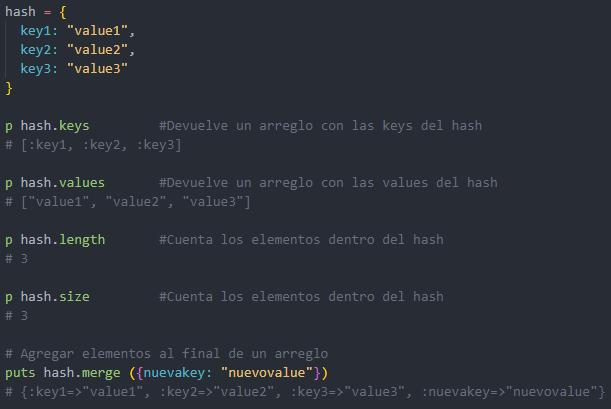 hash = {
  key1: "value1",
  key2: "value2",
  key3: "value3"
}
p hash.keys         #Devuelve un arreglo con las keys del hash
# [:key1, :key2, :key3]
p hash.values       #Devuelve un arreglo con las values del hash
# ["value1", "value2", "value3"]
p hash.length       #Cuenta los elementos dentro del hash
# 3
p hash.size         #Cuenta los elementos dentro del hash
# 3
# Agregar elementos al final de un arreglo
puts hash.merge ({nuevakey: "nuevovalue"})
# {:key1=>"value1", :key2=>"value2", :key3=>"value3", :nuevakey=>"nuevovalue"}